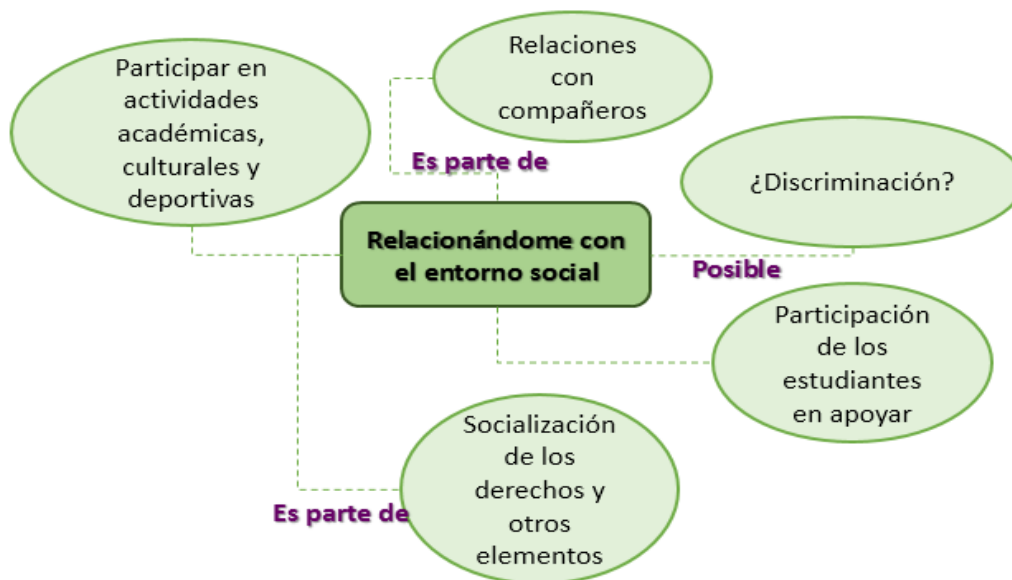 Participar en
actividades
académicas,
culturales y
deportivas
Relaciones
con
compañeros
Es parte de
¿Discriminación?
Relacionándome con
el entorno social
Posible
Participación
de los
estudiantes
en apoyar
Socialización
de los
derechos y
otros
elementos
Es parte de